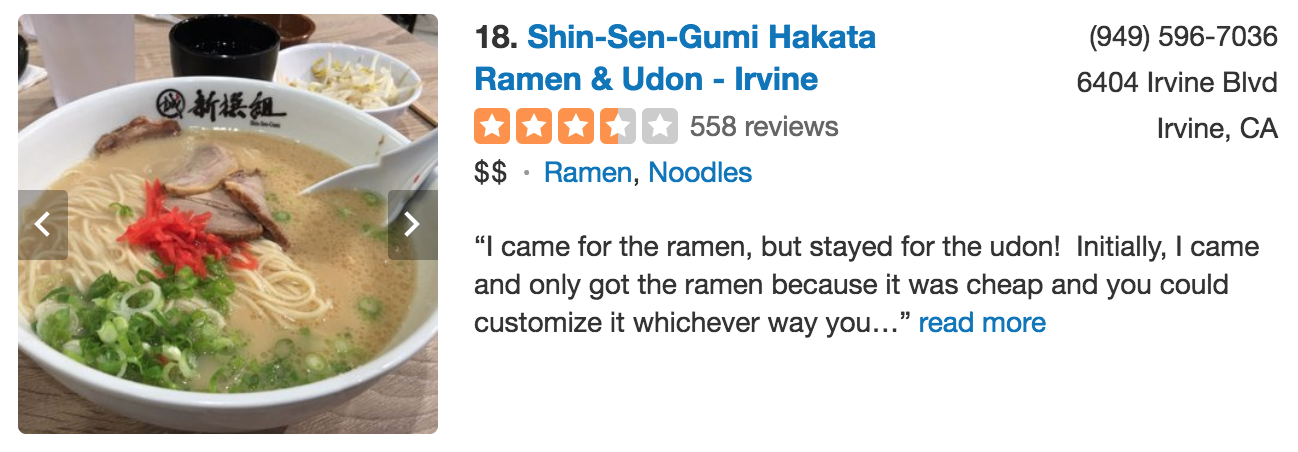 新撰組
18. Shin-Sen-Gumi Hakata
Ramen & Udon - Irvine
558 reviews
$$ · Ramen, Noodles
(949) 596-7036
6404 Irvine Blvd
Irvine, CA
“I came for the ramen, but stayed for the udon!  Initially, I came
and only got the ramen because it was cheap and you could
customize it whichever way you…” read more